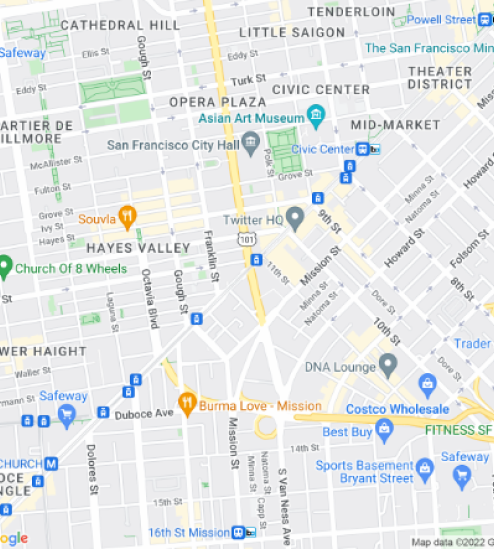 TENDERLOIN
CATHEDRAL HILL
Powell Street
LITTLE SAIGON
Safeway
Ellis St
Gough St
Eddy St
The San Francisco Min
Turk St
Eddy St
THEATER
DISTRICT
CIVIC CENTER
OPERA PLAZA
Asian Art Museum
ARTIER DE
ILLMORE
MID-MARKET
San Francisco City Hall
Polk St
Civic Center
McAllister St
Grove St
Howard St
Fulton St
Minna St
Natoma St
Grove St
Souvla
Twitter HQ
9th St
Ivy St
Hayes St
HAYES VALLEY
Franklin St
101
Mission St
Howard St
Folsom St
Church Of 8 Wheels
11th St
Octavia Blvd
Gough St
8th St
St
Laguna St
Minna St
Natoma St
Dore St
10th St
Trader
WER HAIGHT
DNA Lounge
Dore St
Waller St
Costco Wholesale
rmann St
Safeway
Duboce Ave
Burma Love - Mission
Best Buy
FITNESS SF
Mission St
14th St
Dolores St
Natoma St
Minna St
Capp St
S Van Ness Ave
Sports Basement
Bryant Street
Safeway
CHURCH
M
OCE
NGLE
15th St
16th St Mission
ogle
Map data ©2022 G